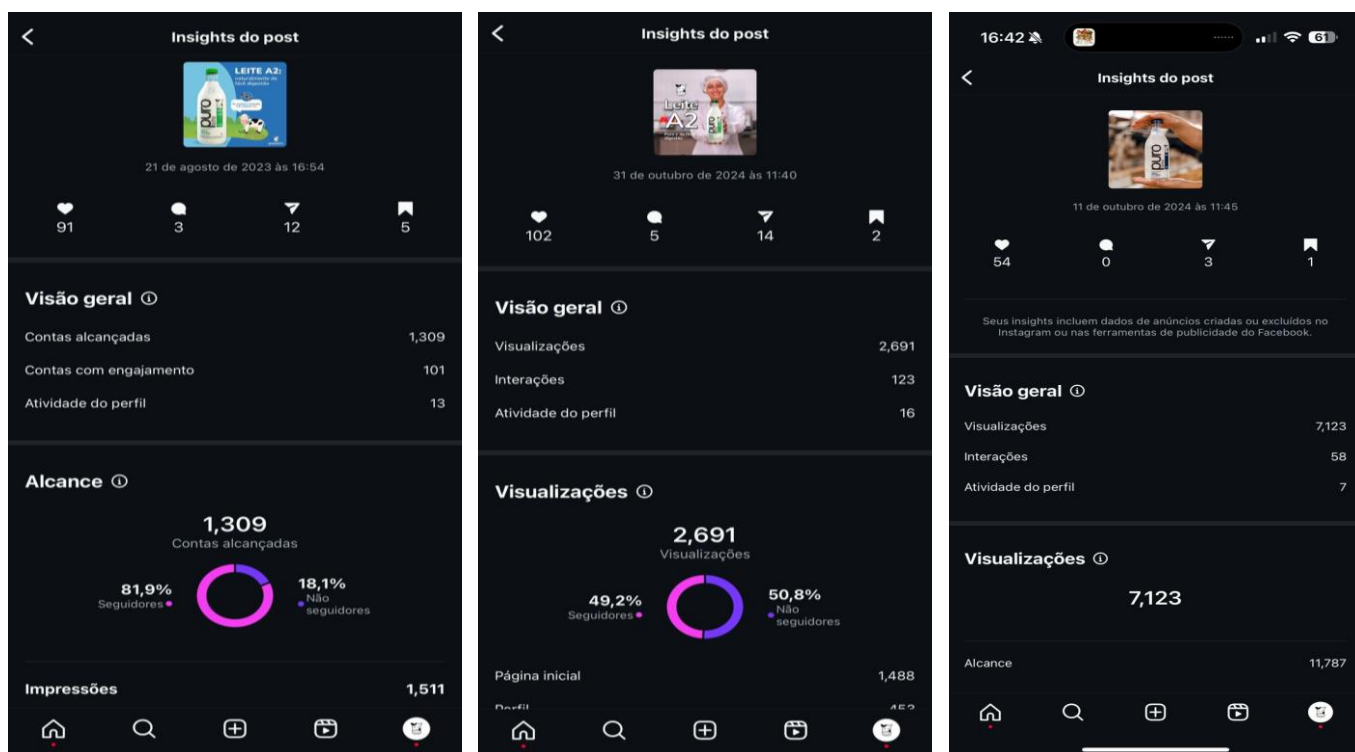 Insights do post
LEITE A2:
naturalmente de
fácil digestão
puro
21 de agosto de 2023 às 16:54
91
3
12
5
Visão geral
Contas alcançadas
1,309
Contas com engajamento
101
Atividade do perfil
13
Alcance
1,309
Contas alcançadas
81,9%
Seguidores
18,1%
Não
seguidores
Impressões
1,511
Insights do post
Leite
A2
puro
31 de outubro de 2024 às 11:40
102
5
14
2
Visão geral
Visualizações
2,691
Interações
123
Atividade do perfil
16
Visualizações
2,691
Visualizações
49,2%
Seguidores
50,8%
Não
seguidores
Página inicial
1,488
16:42
61
Insights do post
puro
11 de outubro de 2024 às 11:45
54
0
3
1
Seus insights incluem dados de anúncios criadas ou excluídos no
Instagram ou nas ferramentas de publicidade do Facebook.
Visão geral
Visualizações
7,123
Interações
58
Atividade do perfil
7
Visualizações
7,123
Alcance
11,787